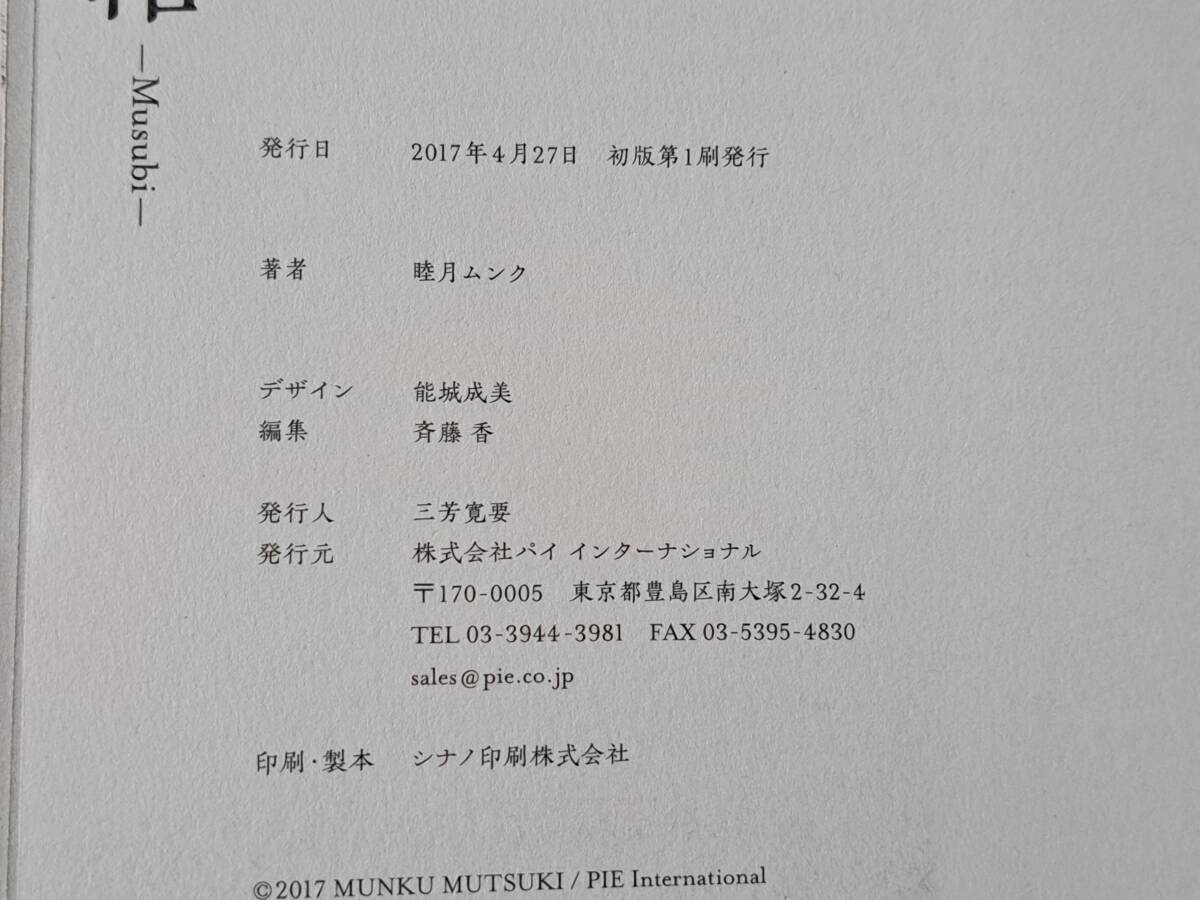 —Musubi—
発行日 2017年4月27日 初版第1刷発行
著者 睦月ムンク
デザイン 能城成美
編集 斉藤 香
発行人 三芳寛要
発行元 株式会社パイ インターナショナル
〒170-0005 東京都豊島区南大塚2-32-4
TEL 03-3944-3981 FAX 03-5395-4830
sales@pie.co.jp
印刷・製本 シナノ印刷株式会社
©2017 MUNKU MUTSUKI / PIE International